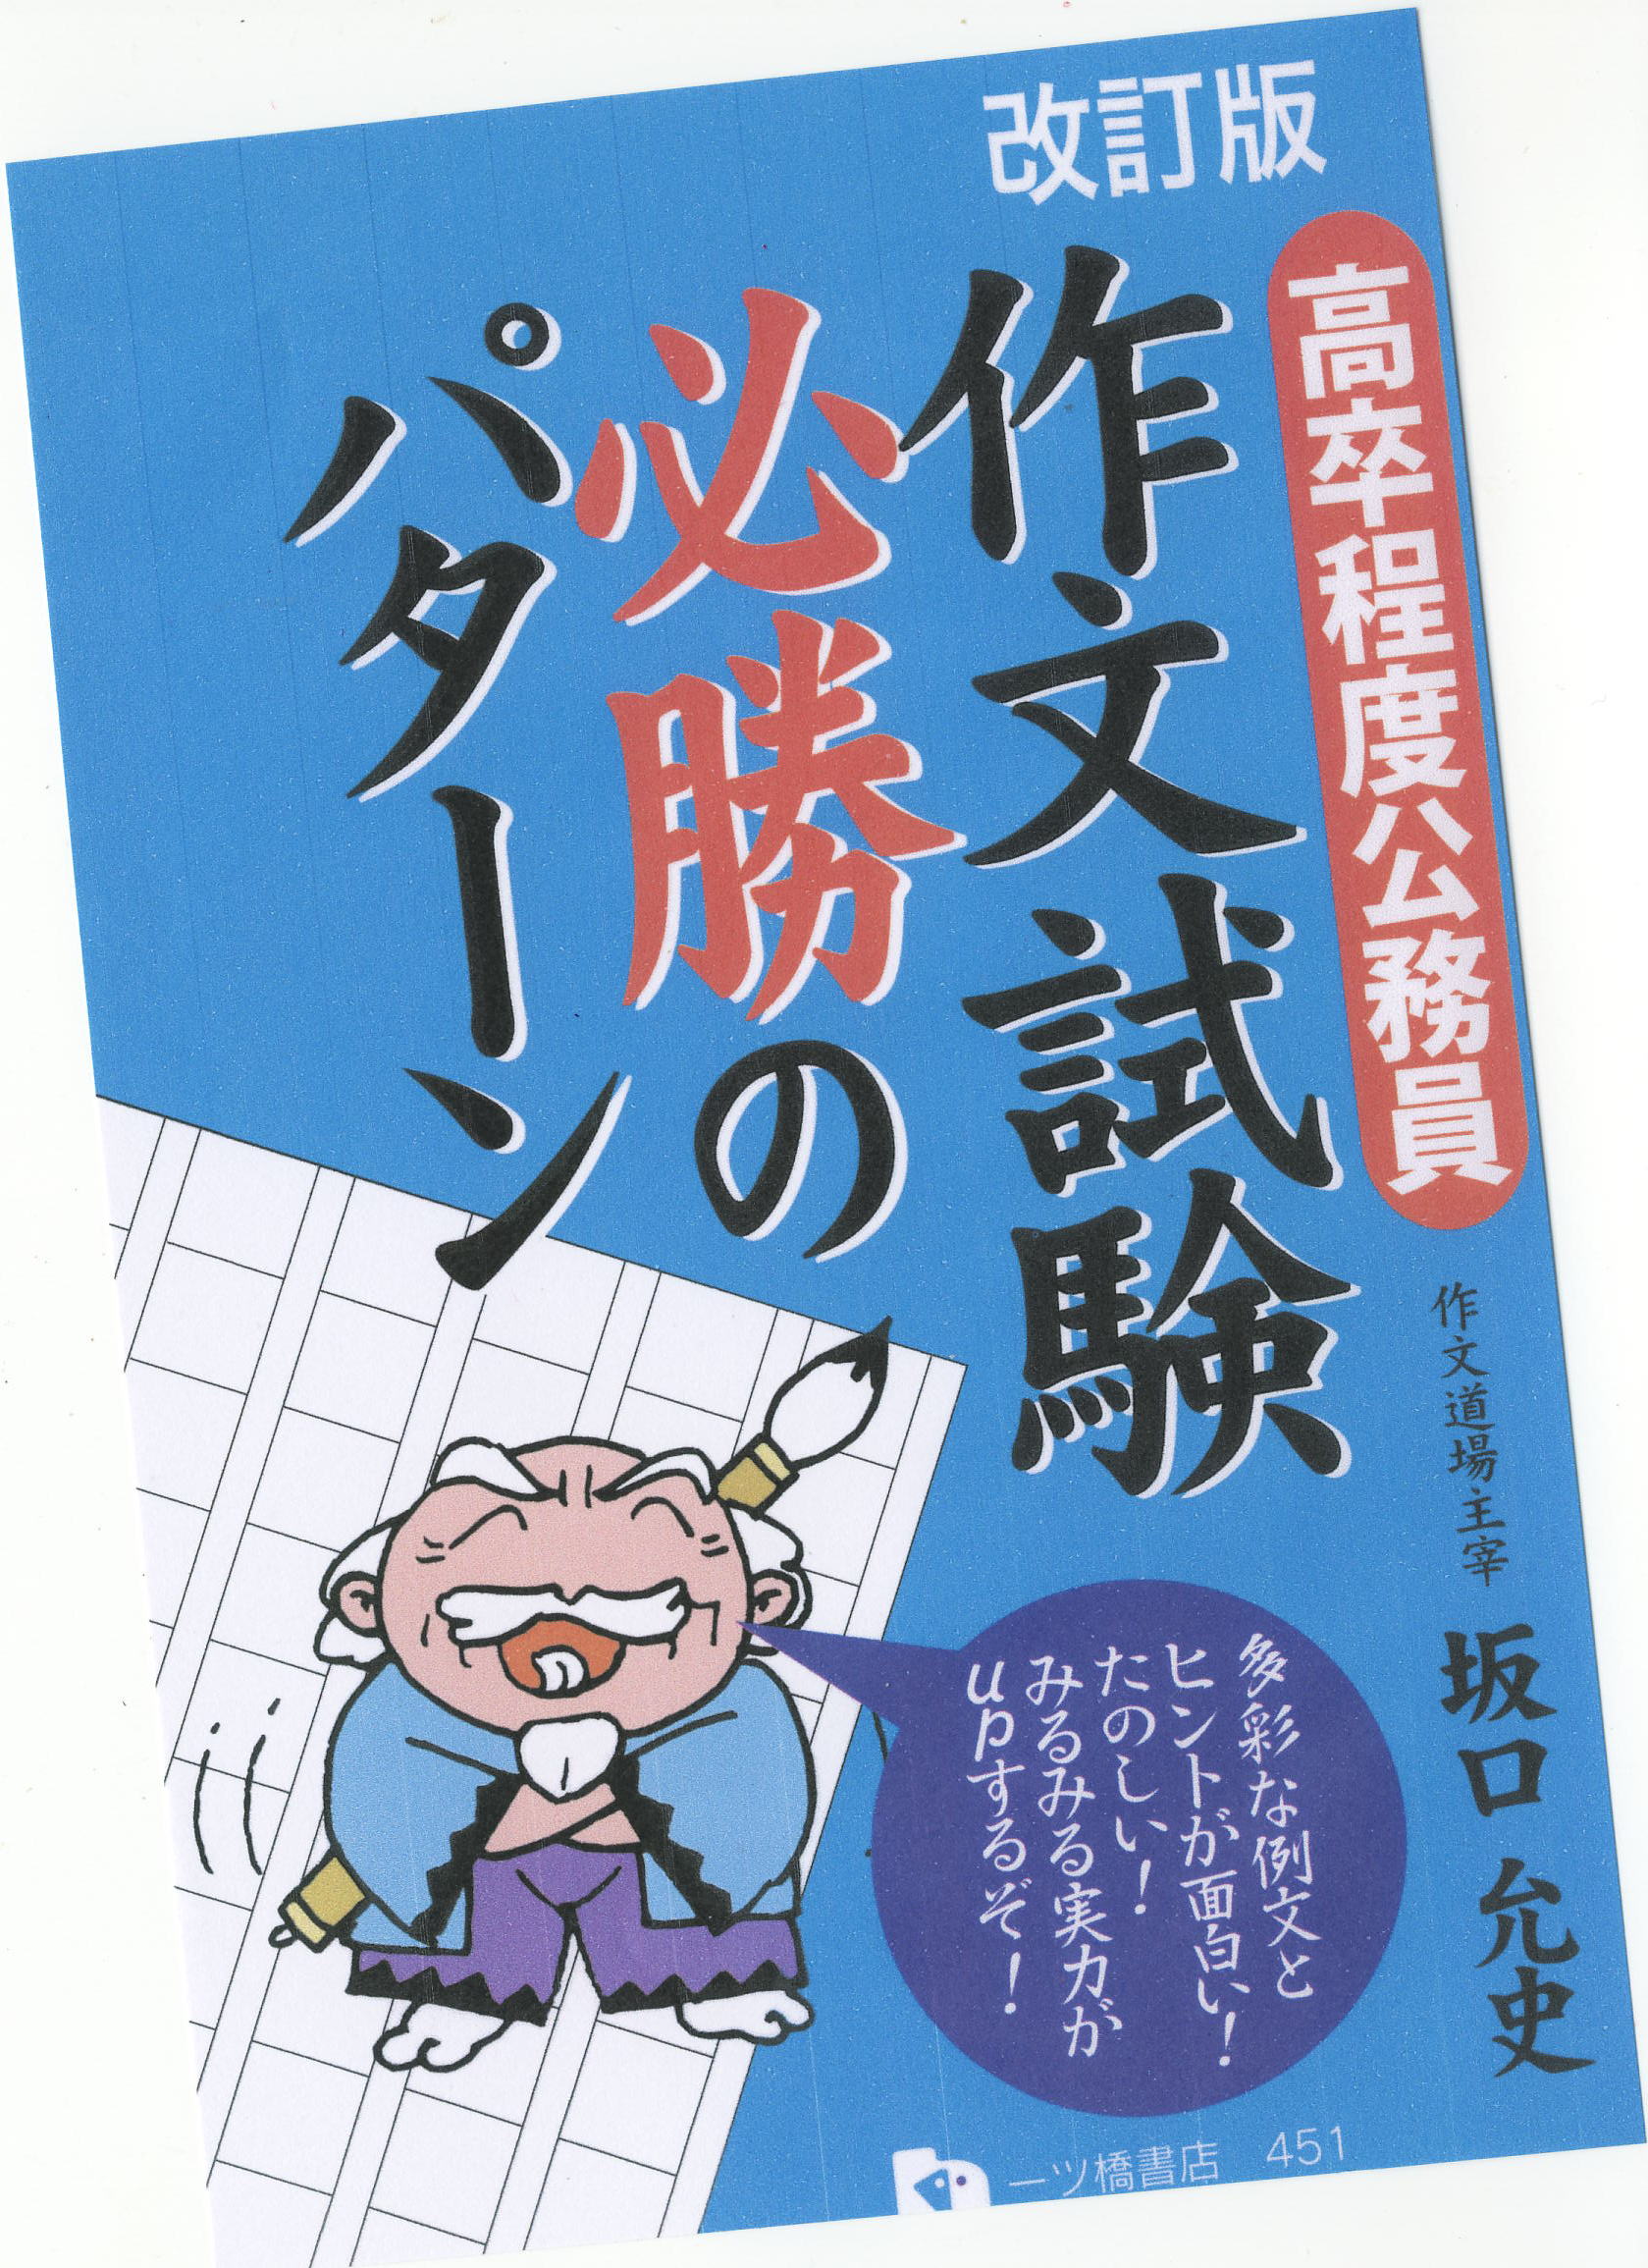 改訂版
高卒程度公務員
作文試験
必勝の
パターン
作文道場主宰 坂口 允史
多彩な例文と
ヒントが面白い！
たのしい！
みるみる実力が
upするぞ！
一ツ橋書店 451